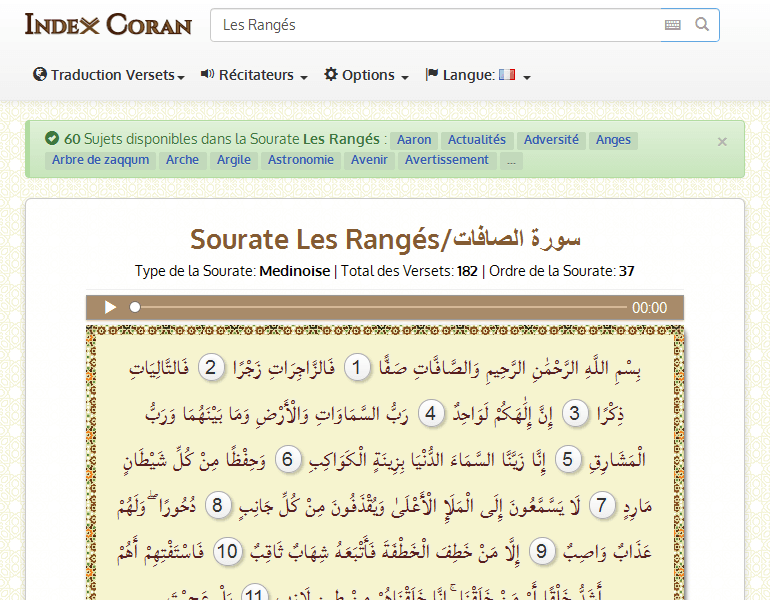 INDEX CORAN
Les Rangés
Traduction Versets
Récitateurs
Options
Langue:
60 Sujets disponibles dans la Sourate Les Rangés : Aaron Actualités Adversité Anges ×
Arbre de zaqqum Arche Argile Astronomie Avenir Avertissement ...
Sourate Les Rangés/سورة الصافات
Type de la Sourate: Medinoise | Total des Versets: 182 | Ordre de la Sourate: 37
00:00
بِسْمِ اللَّهِ الرَّحْمَٰنِ الرَّحِيمِ وَالصَّافَّاتِ صَفًّا 1 فَالزَّاجِرَاتِ زَجْرًا 2 فَالتَّالِيَاتِ
ذِكْرًا 3 إِنَّ إِلَٰهَكُمْ لَوَاحِدٌ 4 رَبُّ السَّمَاوَاتِ وَالْأَرْضِ وَمَا بَيْنَهُمَا وَرَبُّ
الْمَشَارِقِ 5 إِنَّا زَيَّنَّا السَّمَاءَ الدُّنْيَا بِزِينَةٍ الْكَوَاكِبِ 6 وَحِفْظًا مِنْ كُلِّ شَيْطَانٍ
مَارِدٍ 7 لَا يَسَّمَّعُونَ إِلَى الْمَلَإِ الْأَعْلَىٰ وَيُقْذَفُونَ مِنْ كُلِّ جَانِبٍ 8 دُحُورًا ۖ وَلَهُمْ
عَذَابٌ وَاصِبٌ 9 إِلَّا مَنْ خَطِفَ الْخَطْفَةَ فَأَتْبَعَهُ شِهَابٌ ثَاقِبٌ 10 فَاسْتَفْتِهِمْ أَهُمْ
أَشَدُّ خَلْقًا أَمْ مَنْ خَلَقْنَا ۚ إِنَّا خَلَقْنَاهُمْ مِنْ طِينٍ لَازِبٍ 11 بَلْ عَجِبْتَ